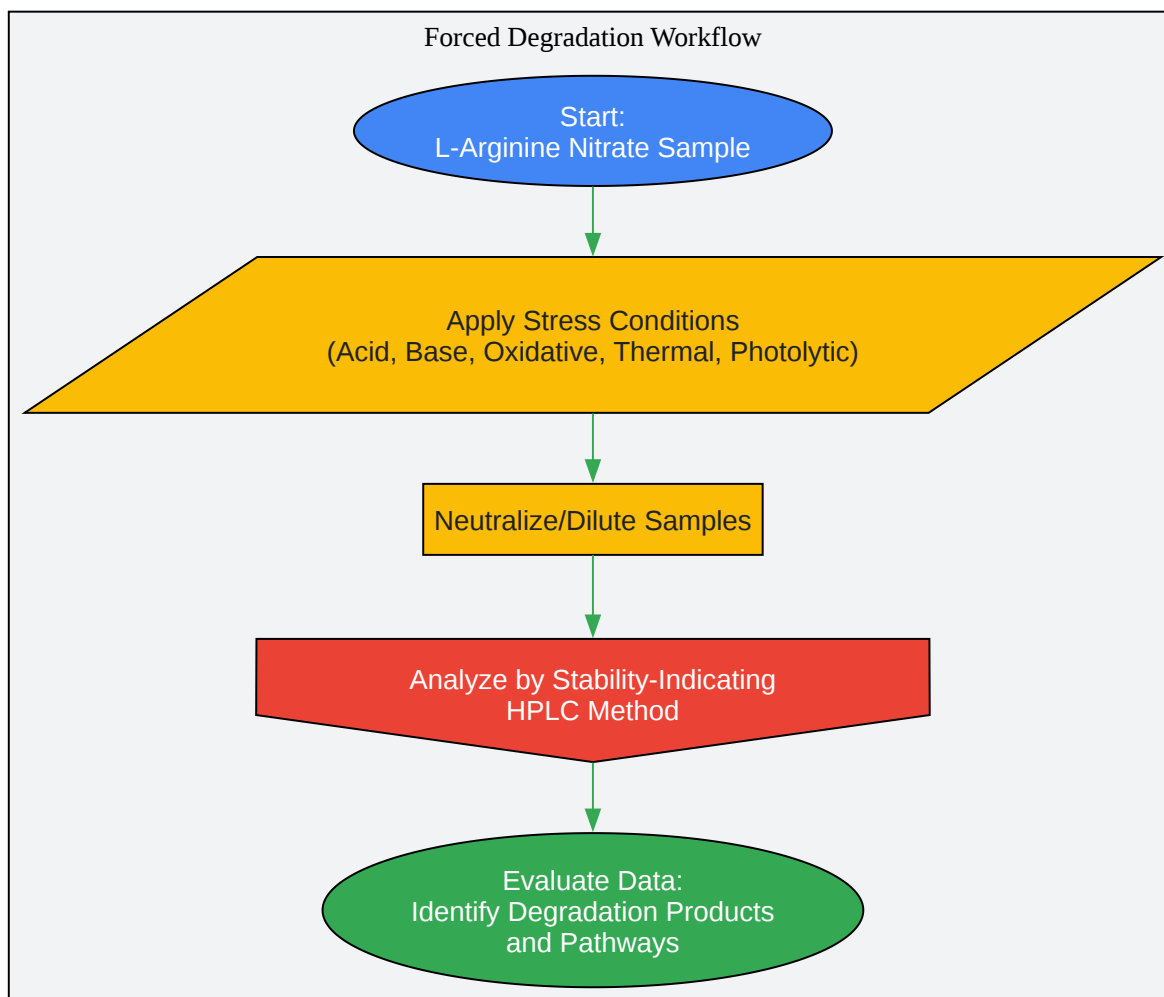 Forced Degradation Workflow
Start:
L-Arginine Nitrate Sample
Apply Stress Conditions
(Acid, Base, Oxidative, Thermal, Photolytic)
Neutralize/Dilute Samples
Analyze by Stability-Indicating
HPLC Method
Evaluate Data:
Identify Degradation Products
and Pathways